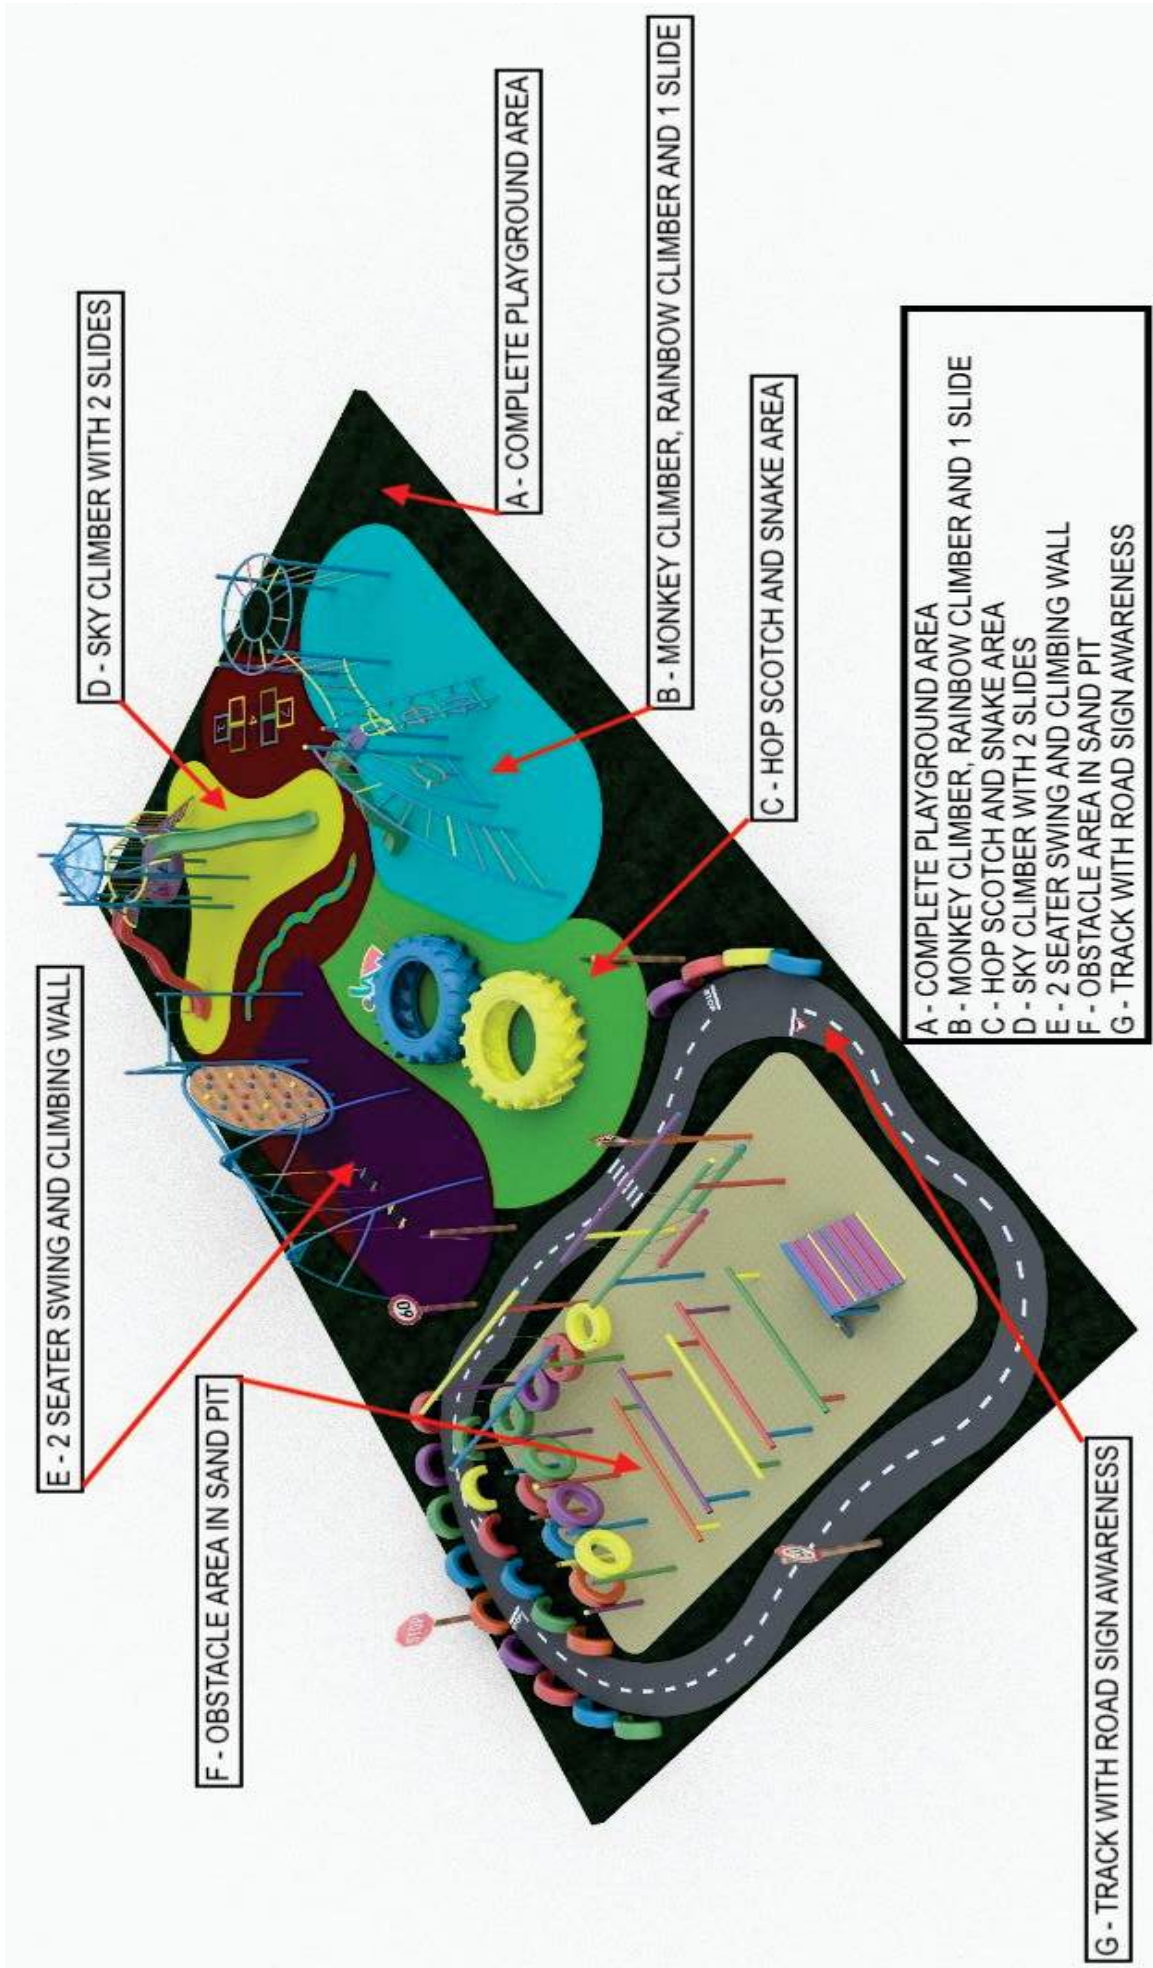 E - 2 SEATER SWING AND CLIMBING WALL
D - SKY CLIMBER WITH 2 SLIDES
F - OBSTACLE AREA IN SAND PIT
A - COMPLETE PLAYGROUND AREA
B - MONKEY CLIMBER, RAINBOW CLIMBER AND 1 SLIDE
C - HOP SCOTCH AND SNAKE AREA
G - TRACK WITH ROAD SIGN AWARENESS
A - COMPLETE PLAYGROUND AREA
B - MONKEY CLIMBER, RAINBOW CLIMBER AND 1 SLIDE
C - HOP SCOTCH AND SNAKE AREA
D - SKY CLIMBER WITH 2 SLIDES
E - 2 SEATER SWING AND CLIMBING WALL
F - OBSTACLE AREA IN SAND PIT
G - TRACK WITH ROAD SIGN AWARENESS
STOP
60
STOP
4
7